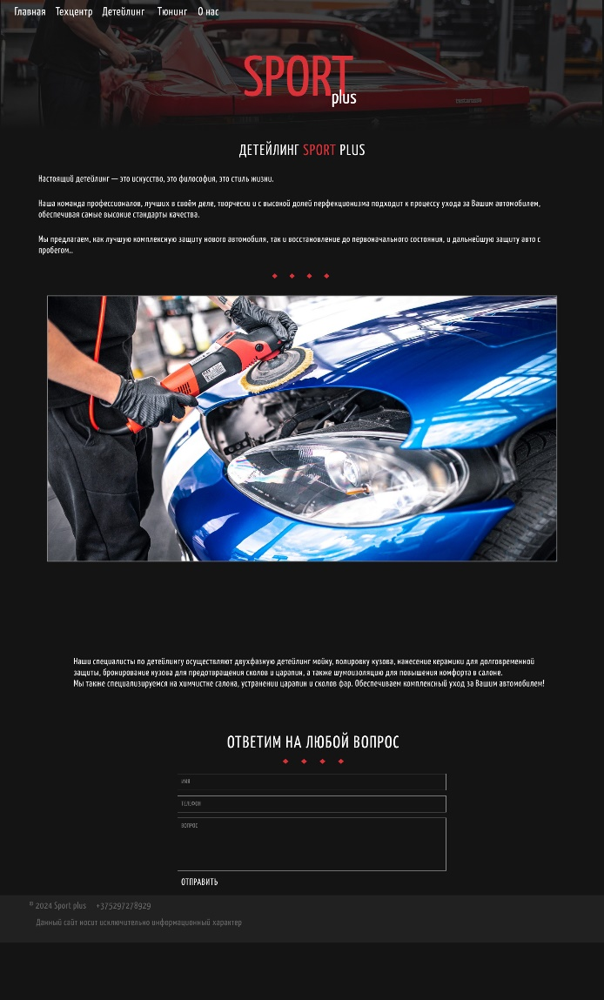 Главная Техцентр Детейлинг Тюнинг О нас
SPORT
plus
ДЕТЕЙЛИНГ SPORT PLUS
Настоящий детейлинг — это искусство, это философия, это стиль жизни.
Наша команда профессионалов, лучших в своём деле, творчески и с высокой долей перфекционизма подходит к процессу ухода за Вашим автомобилем,
обеспечивая самые высокие стандарты качества.
Мы предлагаем, как лучшую комплексную защиту нового автомобиля, так и восстановление до первоначального состояния, и дальнейшую защиту авто с
пробегом..
Наши специалисты по детейлингу осуществляют двухфазную детейлинг мойку, полировку кузова, нанесение керамики для долговременной
защиты, бронирование кузова для предотвращения сколов и царапин, а также шумоизоляцию для повышения комфорта в салоне.
Мы также специализируемся на химчистке салона, устранении царапин и сколов фар. Обеспечиваем комплексный уход за Вашим автомобилем!
ОТВЕТИМ НА ЛЮБОЙ ВОПРОС
ИМЯ
ТЕЛЕФОН
ВОПРОС
ОТПРАВИТЬ
© 2024 Sport plus +375297278929
Данный сайт носит исключительно информационный характер